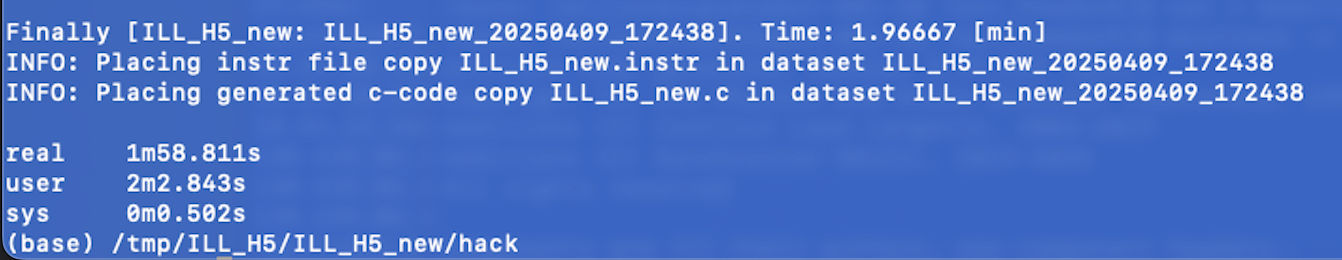 Finally [ILL_H5_new: ILL_H5_new_20250409_172438]. Time: 1.96667 [min]
INFO: Placing instr file copy ILL_H5_new.instr in dataset ILL_H5_new_20250409_172438
INFO: Placing generated c-code copy ILL_H5_new.c in dataset ILL_H5_new_20250409_172438
real 1m58.811s
user 2m2.843s
sys 0m0.502s
(base) /tmp/ILL_H5/ILL_H5_new/hack